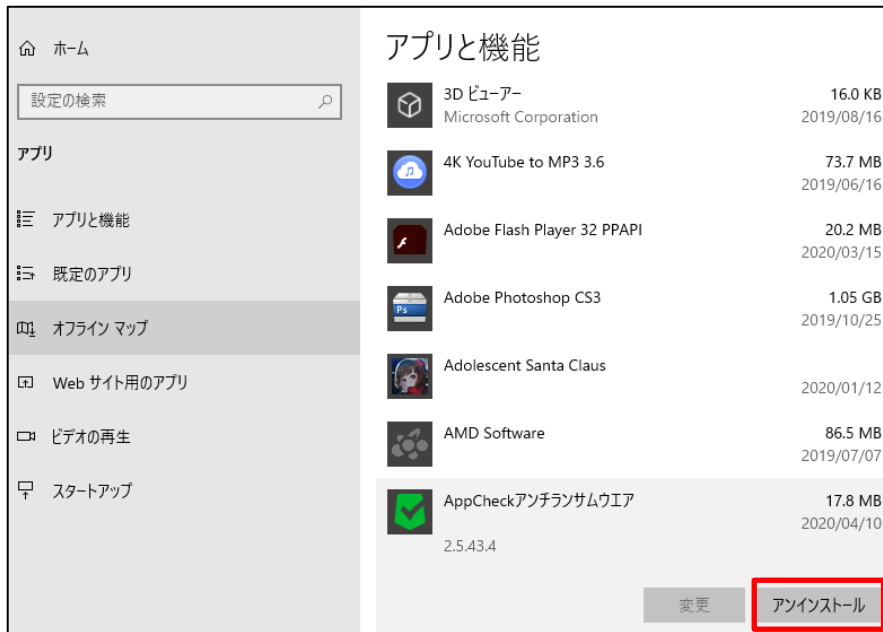 ホーム
設定の検索
アプリ
アプリと機能
既定のアプリ
オフライン マップ
Web サイト用のアプリ
ビデオの再生
スタートアップ
アプリと機能
3D ビューアー 16.0 KB
Microsoft Corporation 2019/08/16
4K YouTube to MP3 3.6 73.7 MB
2019/06/16
Adobe Flash Player 32 PPAPI 20.2 MB
2020/03/15
Adobe Photoshop CS3 1.05 GB
2019/10/25
Adolescent Santa Claus
2020/01/12
AMD Software 86.5 MB
2019/07/07
AppCheckアンチランサムウエア 17.8 MB
2020/04/10
2.5.43.4
変更 アンインストール
Ps